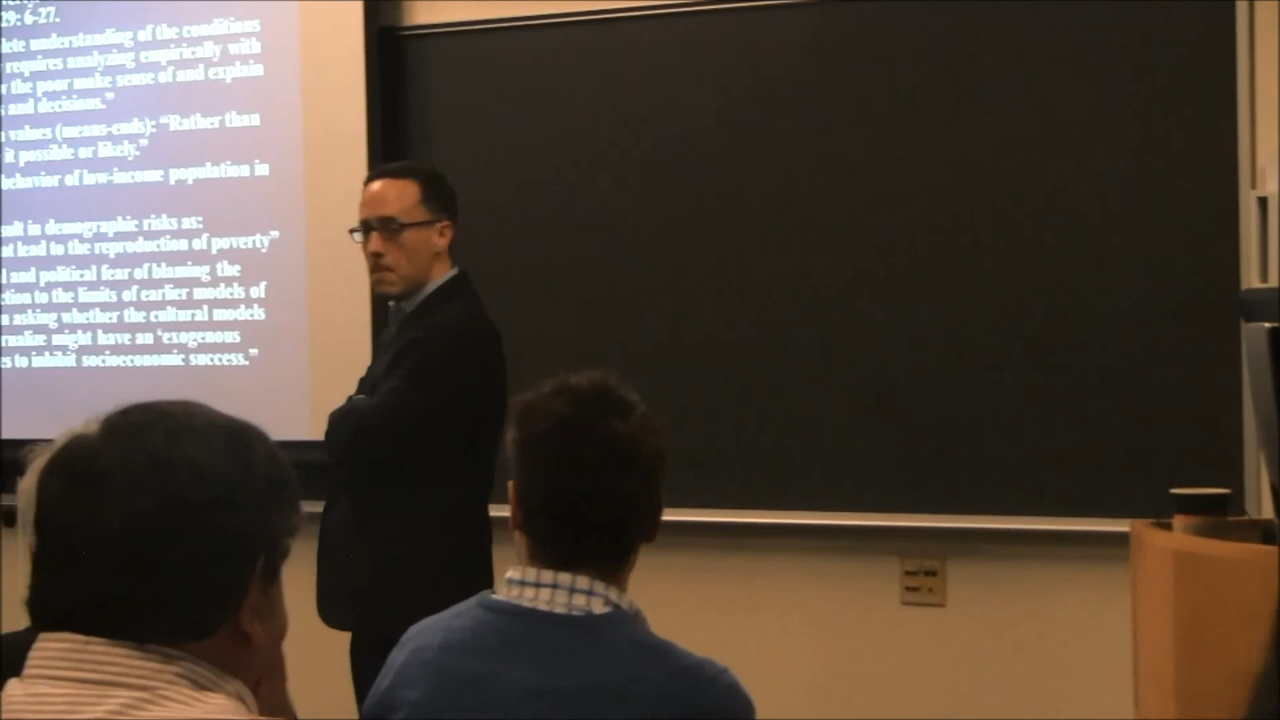 29: 6-27.
lete understanding of the conditions
requires analyzing empirically with
the poor make sense of and explain
and decisions.”
values (means-ends): “Rather than
it possible or likely.”
behavior of low-income population in
sult in demographic risks as:
lead to the reproduction of poverty”
and political fear of blaming the
ction to the limits of earlier models of
asking whether the cultural models
rnalize might have an ‘exogenous
to inhibit socioeconomic success.”